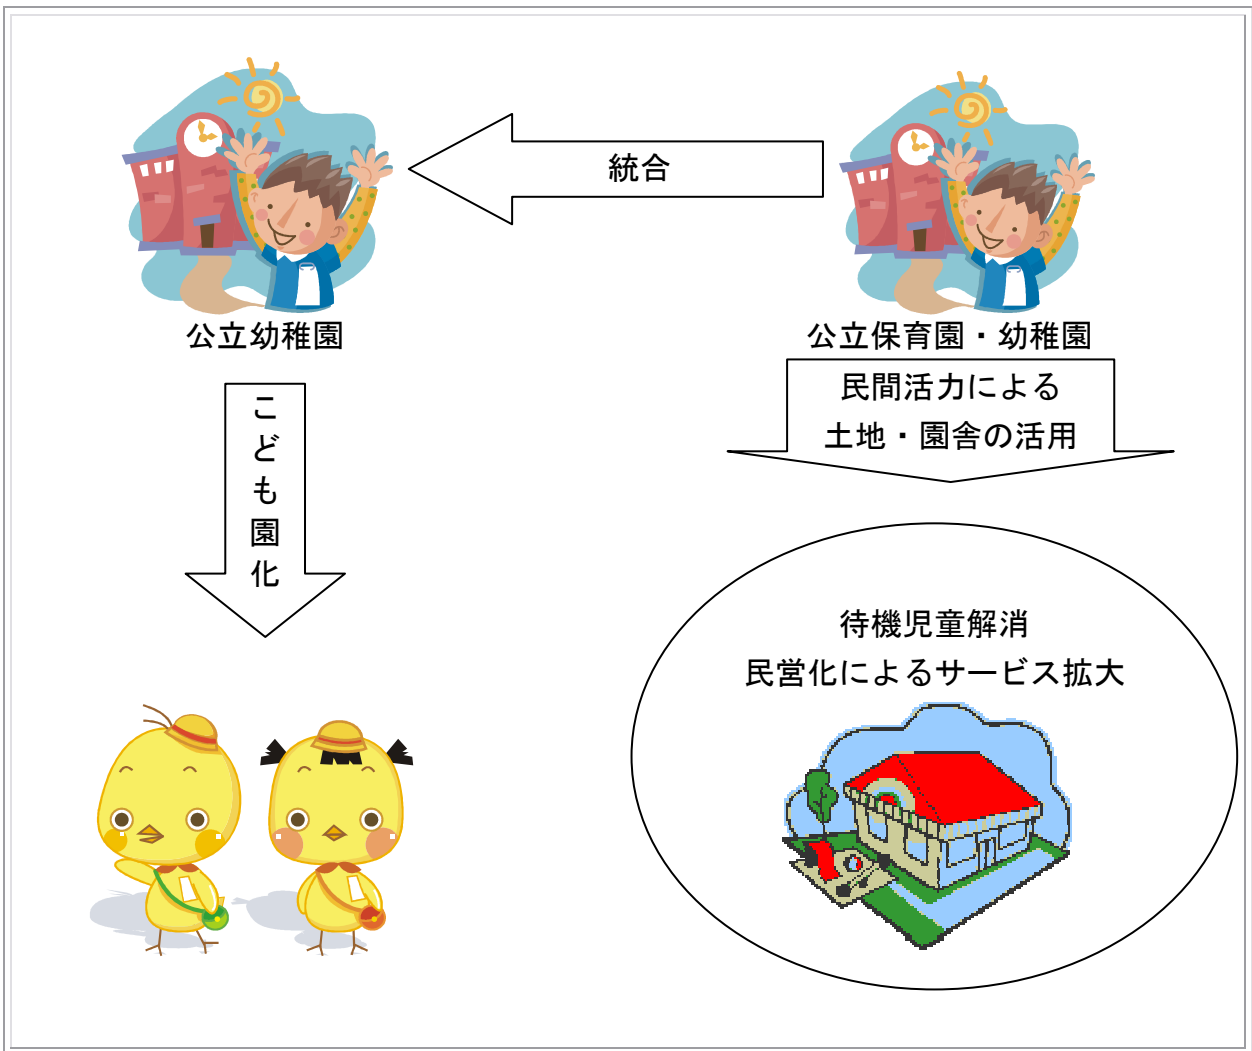 統合
公立幼稚園
公立保育園・幼稚園
こども園化
民間活力による
土地・園舎の活用
待機児童解消
民営化によるサービス拡大